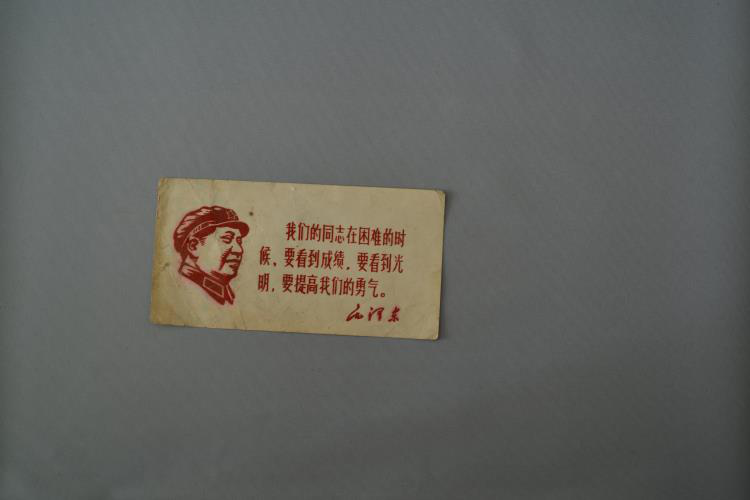 我们的同志在困难的时
候，要看到成绩，要看到光
明，要提高我们的勇气。
毛泽东